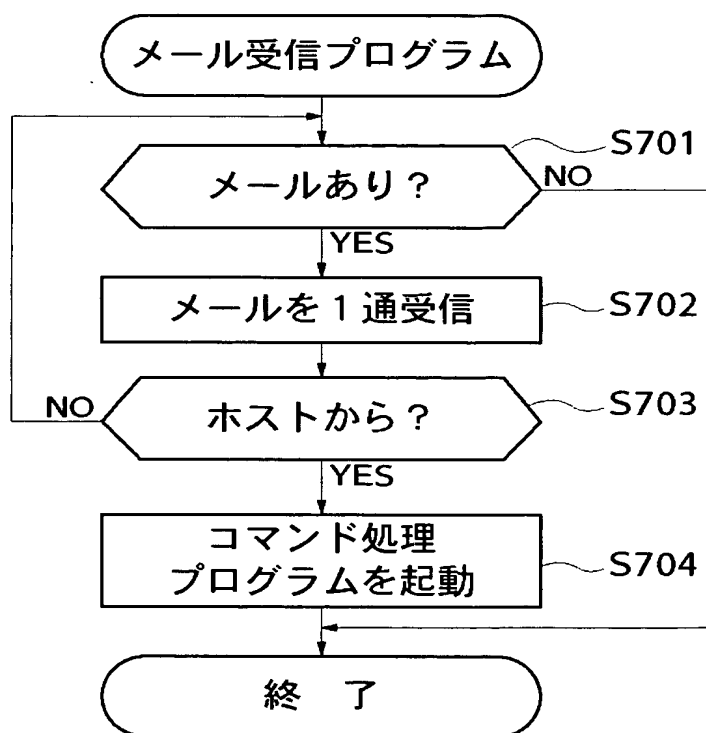 メール受信プログラム
S701
メールあり？
NO
YES
メールを１通受信
S702
ホストから？
S703
NO
YES
コマンド処理
プログラムを起動
S704
終　了